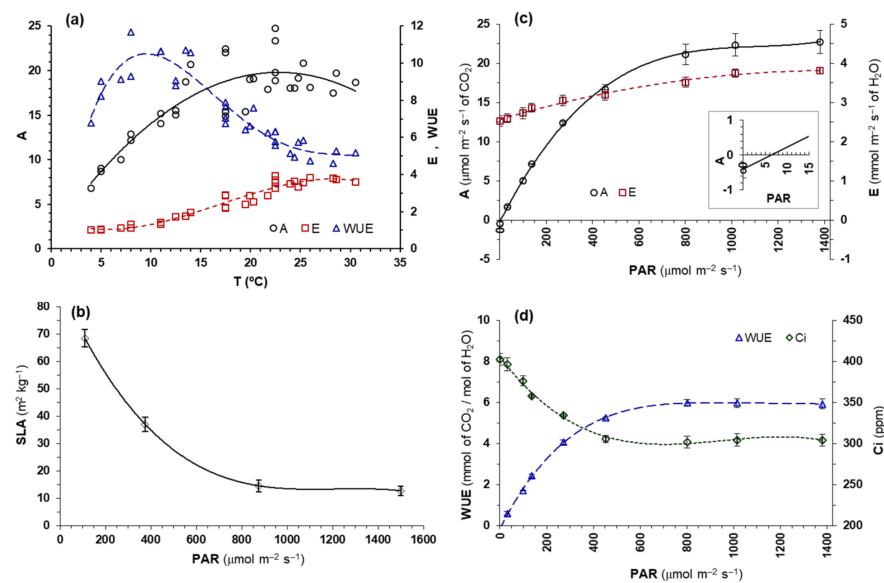 (a)
25
20
15
10
5
0
A
12
10
8
6
4
2
0
E , WUE
A E WUE
0 5 10 15 20 25 30 35
T (ºC)
(b)
80
70
60
50
40
30
20
10
0
SLA (m² kg⁻¹)
0 200 400 600 800 1000 1200 1400 1600
PAR (μmol m⁻² s⁻¹)
(c)
25
20
15
10
5
0
-5
A
(μmol m⁻² s⁻¹ of CO₂)
5
4
3
2
1
0
-1
E
(mmol m⁻² s⁻¹ of H₂O)
A E
1
0
-1
A
5 10 15
PAR
0 200 400 600 800 1000 1200 1400
PAR (μmol m⁻² s⁻¹)
(d)
10
8
6
4
2
0
WUE (mmol of CO₂ / mol of H₂O)
450
400
350
300
250
200
Ci (ppm)
WUE Ci
0 200 400 600 800 1000 1200 1400
PAR (μmol m⁻² s⁻¹)